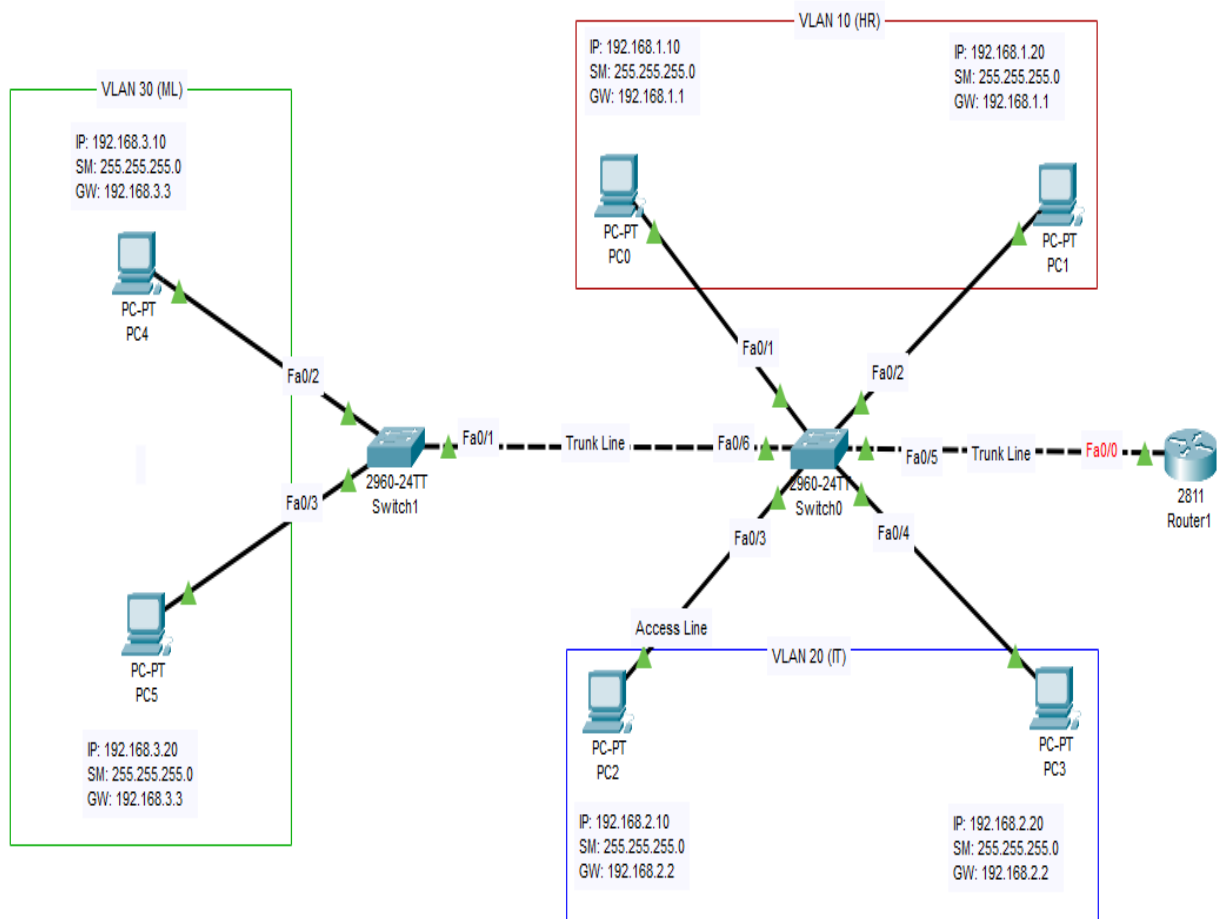 VLAN 10 (HR)
IP: 192.168.1.10
SM: 255.255.255.0
GW: 192.168.1.1
IP: 192.168.1.20
SM: 255.255.255.0
GW: 192.168.1.1
PC-PT
PC0
PC-PT
PC1
VLAN 30 (ML)
IP: 192.168.3.10
SM: 255.255.255.0
GW: 192.168.3.3
PC-PT
PC4
Fa0/2
Fa0/1
Fa0/2
Fa0/1
Trunk Line
Fa0/6
Fa0/5
Trunk Line
Fa0/0
2960-24TT
Switch1
2960-24TT
Switch0
2811
Router1
Fa0/3
Fa0/3
Fa0/4
PC-PT
PC5
IP: 192.168.3.20
SM: 255.255.255.0
GW: 192.168.3.3
Access Line
VLAN 20 (IT)
PC-PT
PC2
PC-PT
PC3
IP: 192.168.2.10
SM: 255.255.255.0
GW: 192.168.2.2
IP: 192.168.2.20
SM: 255.255.255.0
GW: 192.168.2.2